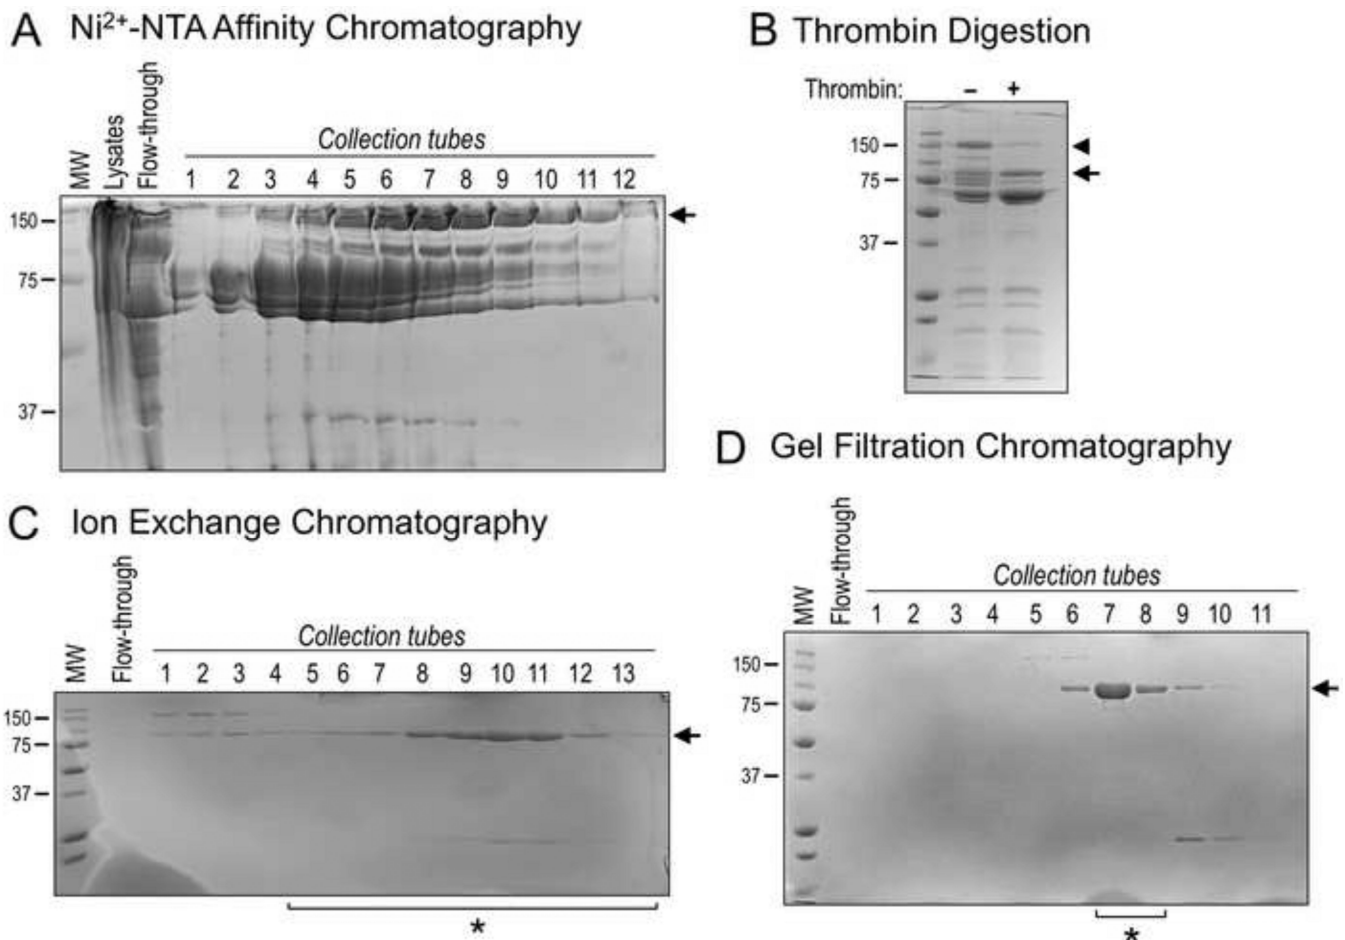 A Ni²⁺-NTA Affinity Chromatography
MW
Lysates
Flow-through
Collection tubes
1 2 3 4 5 6 7 8 9 10 11 12
150
75
37
B Thrombin Digestion
Thrombin: – +
150
75
37
C Ion Exchange Chromatography
MW
Flow-through
Collection tubes
1 2 3 4 5 6 7 8 9 10 11 12 13
150
75
37
*
D Gel Filtration Chromatography
MW
Flow-through
Collection tubes
1 2 3 4 5 6 7 8 9 10 11
150
75
37
*